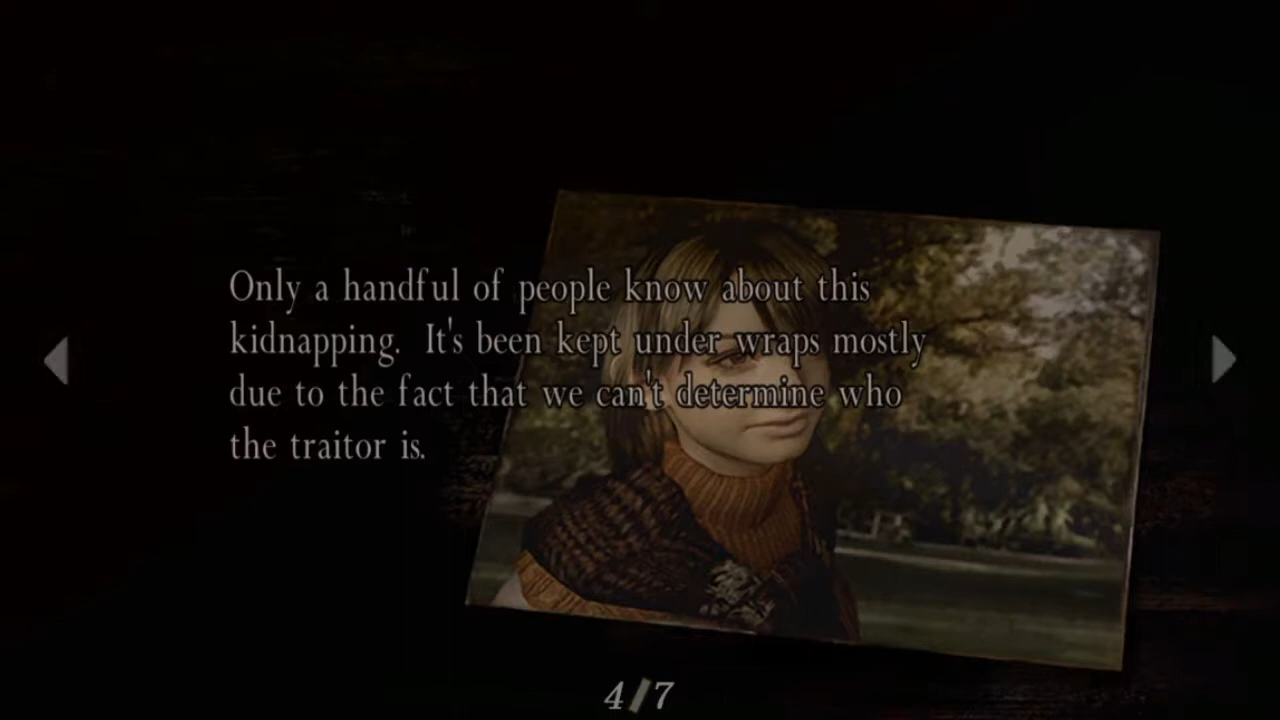 Only a handful of people know about this
kidnapping. It's been kept under wraps mostly
due to the fact that we can't determine who
the traitor is.
4/7